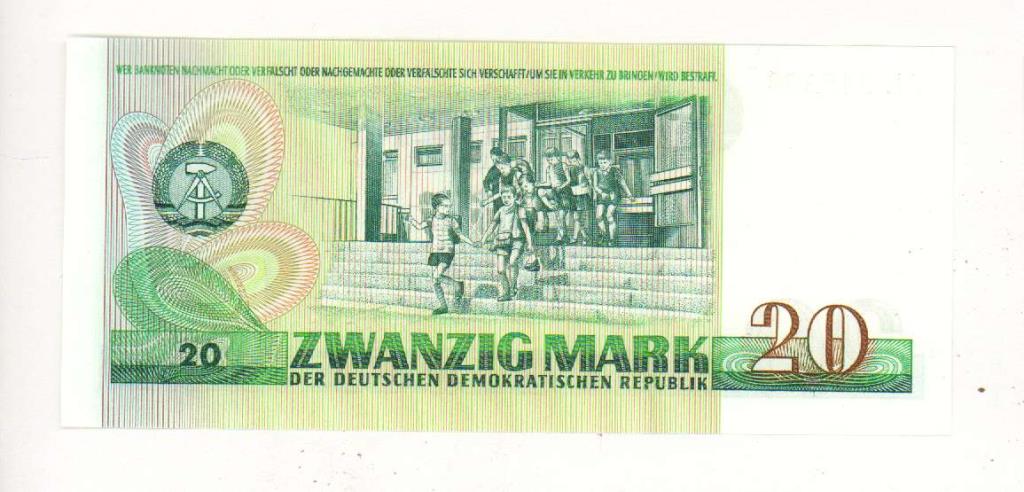 WER BANKNOTEN NACHMACHT ODER VERFÄLSCHT ODER NACHGEMACHTE ODER VERFÄLSCHTE SICH VERSCHAFFT/UM SIE IN VERKEHR ZU BRINGEN/WIRD BESTRAFT.
20
ZWANZIG MARK
20
DER DEUTSCHEN DEMOKRATISCHEN REPUBLIK